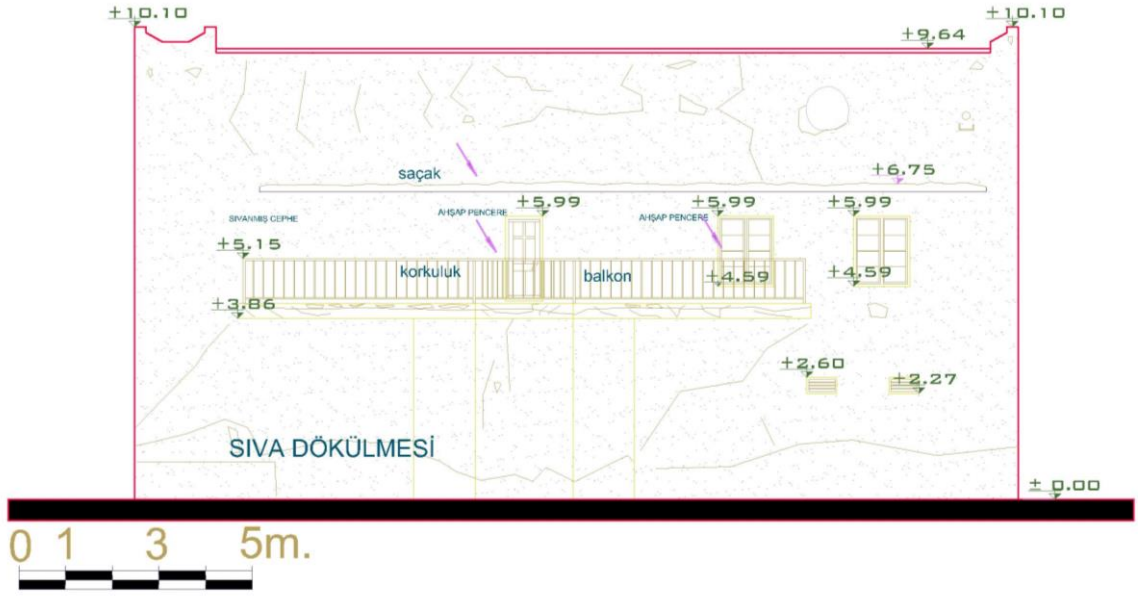 +10.10
+10.10
+9.64
saçak
+6.75
SIVANMIŞ CEPHE
AHŞAP PENCERE
+5.99
AHŞAP PENCERE
+5.99
+5.99
+5.15
korkuluk
balkon
+4.59
+4.59
+3.86
+2.60
+2.27
SIVA DÖKÜLMESİ
± 0.00
0 1 3 5m.